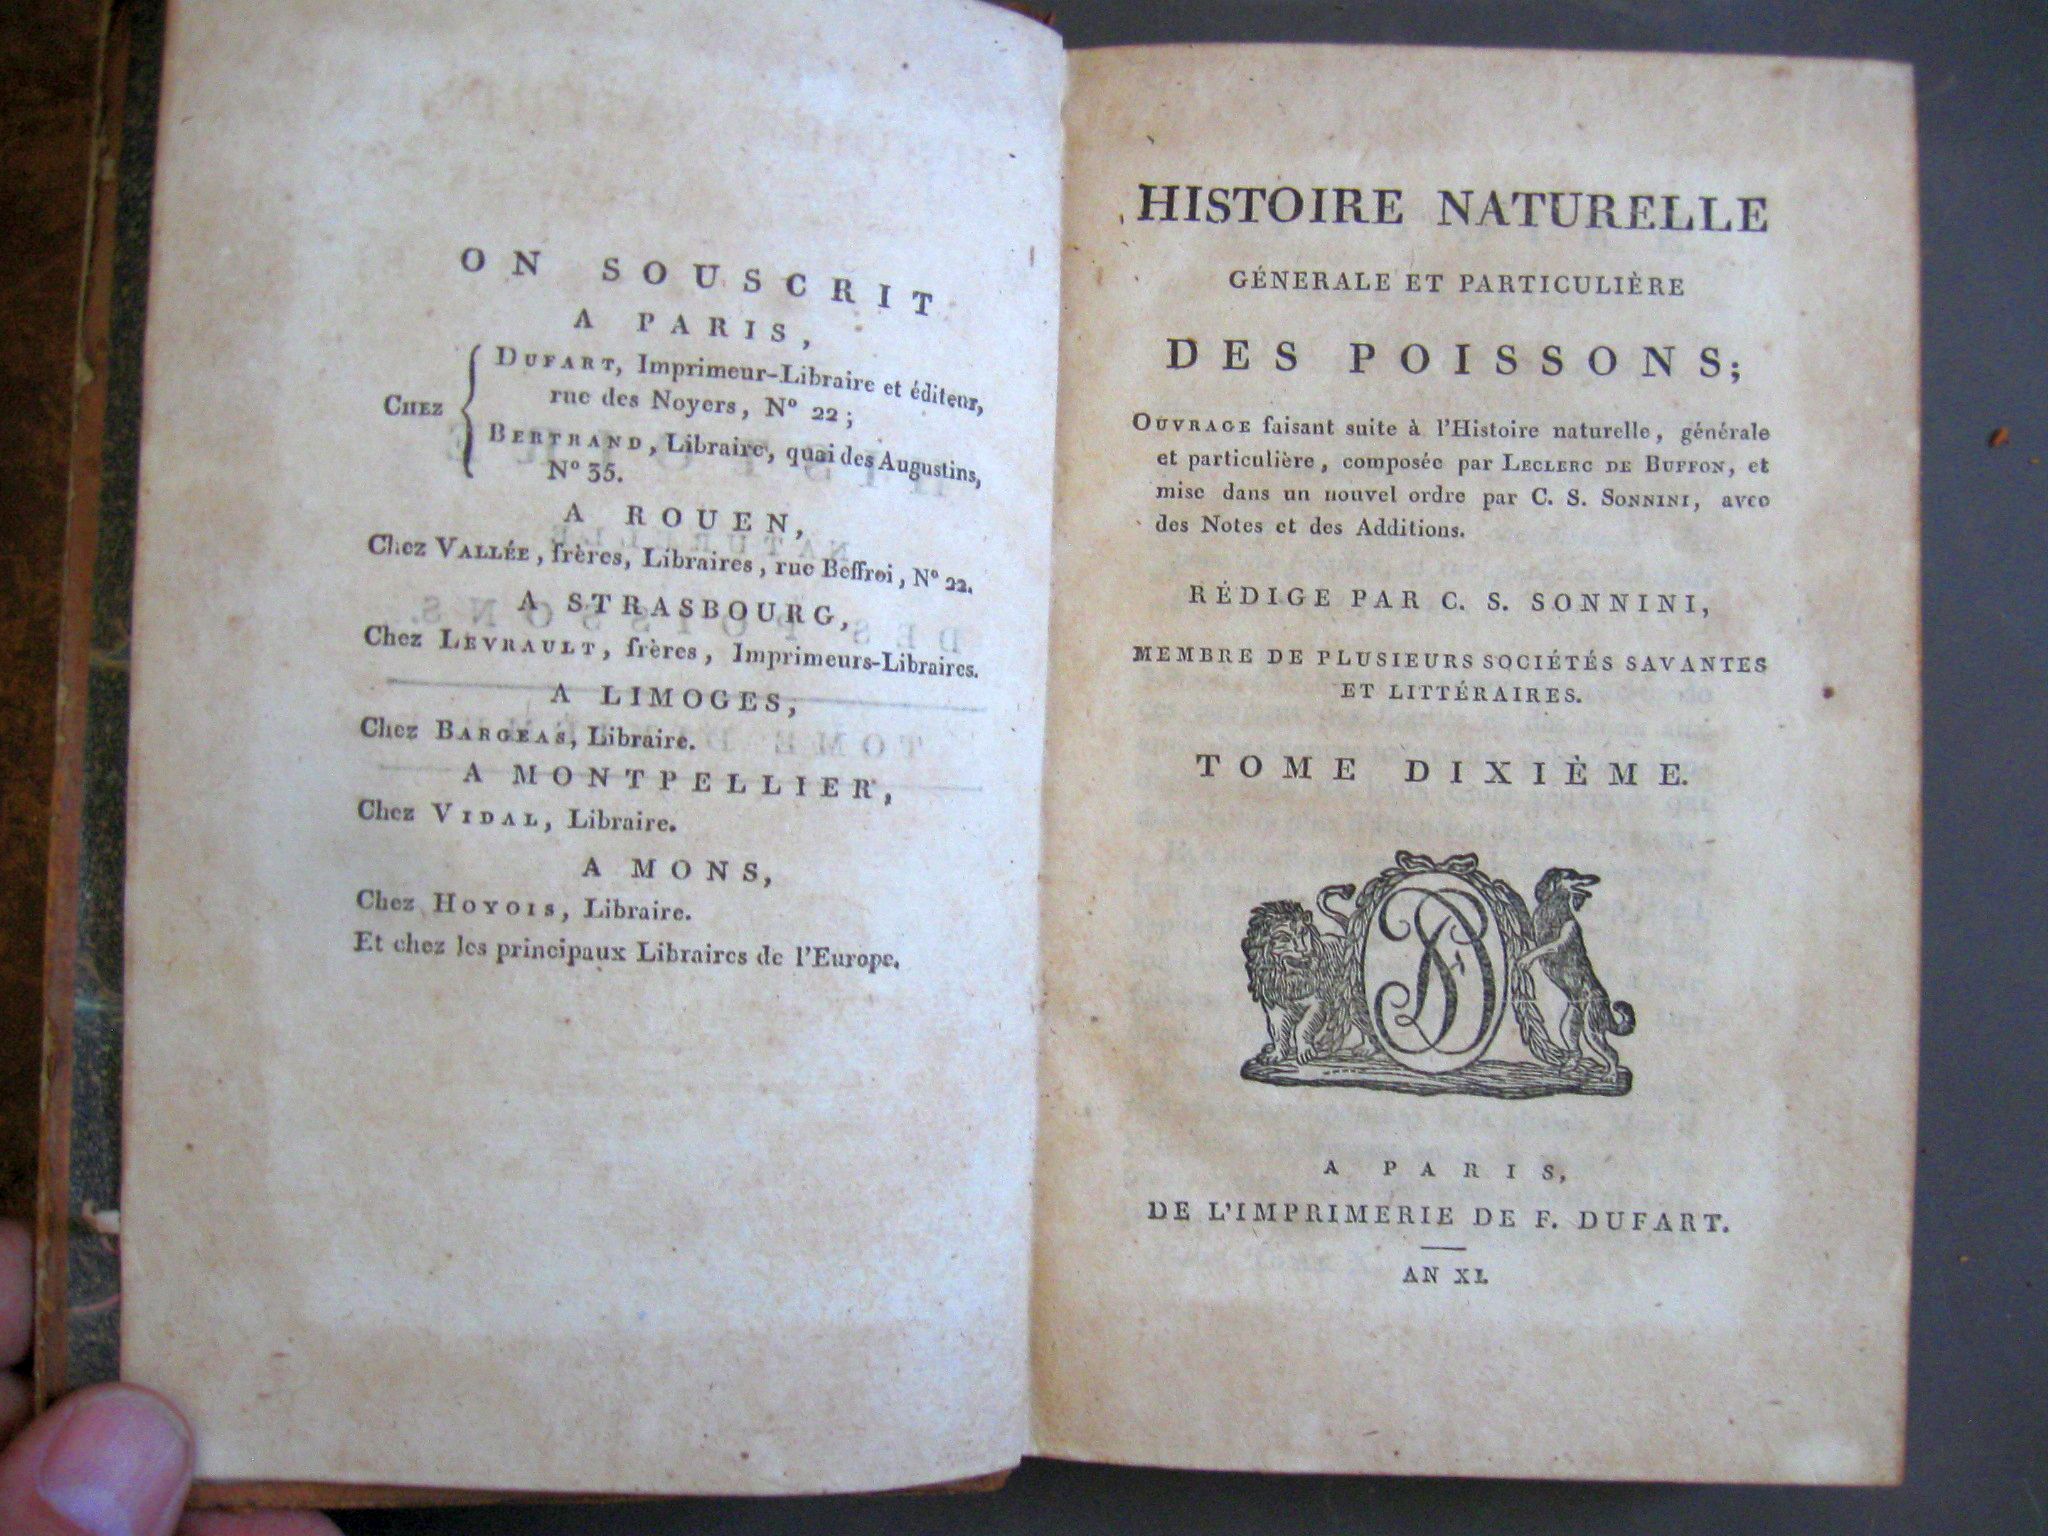 ON SOUSCRIT
A PARIS,
CHEZ
DUFART, Imprimeur-Libraire et éditeur,
rue des Noyers, N° 22;
BERTRAND, Libraire, quai des Augustins,
N° 35.
A ROUEN,
Chez VALLÉE, frères, Libraires, rue Beffroi, N° 22.
A STRASBOURG,
Chez LEVRAULT, frères, Imprimeurs-Libraires.
A LIMOGES,
Chez BARGEAS, Libraire.
A MONTPELLIER,
Chez VIDAL, Libraire.
A MONS,
Chez HOYOIS, Libraire.
Et chez les principaux Libraires de l'Europe.
HISTOIRE NATURELLE
GÉNERALE ET PARTICULIÈRE
DES POISSONS;
OUVRAGE faisant suite à l'Histoire naturelle, générale
et particulière, composée par LECLERC DE BUFFON, et
mise dans un nouvel ordre par C. S. SONNINI, avec
des Notes et des Additions.
RÉDIGE PAR C. S. SONNINI,
MEMBRE DE PLUSIEURS SOCIÉTÉS SAVANTES
ET LITTÉRAIRES.
TOME DIXIÈME.
A PARIS,
DE L'IMPRIMERIE DE F. DUFART.
AN XI.